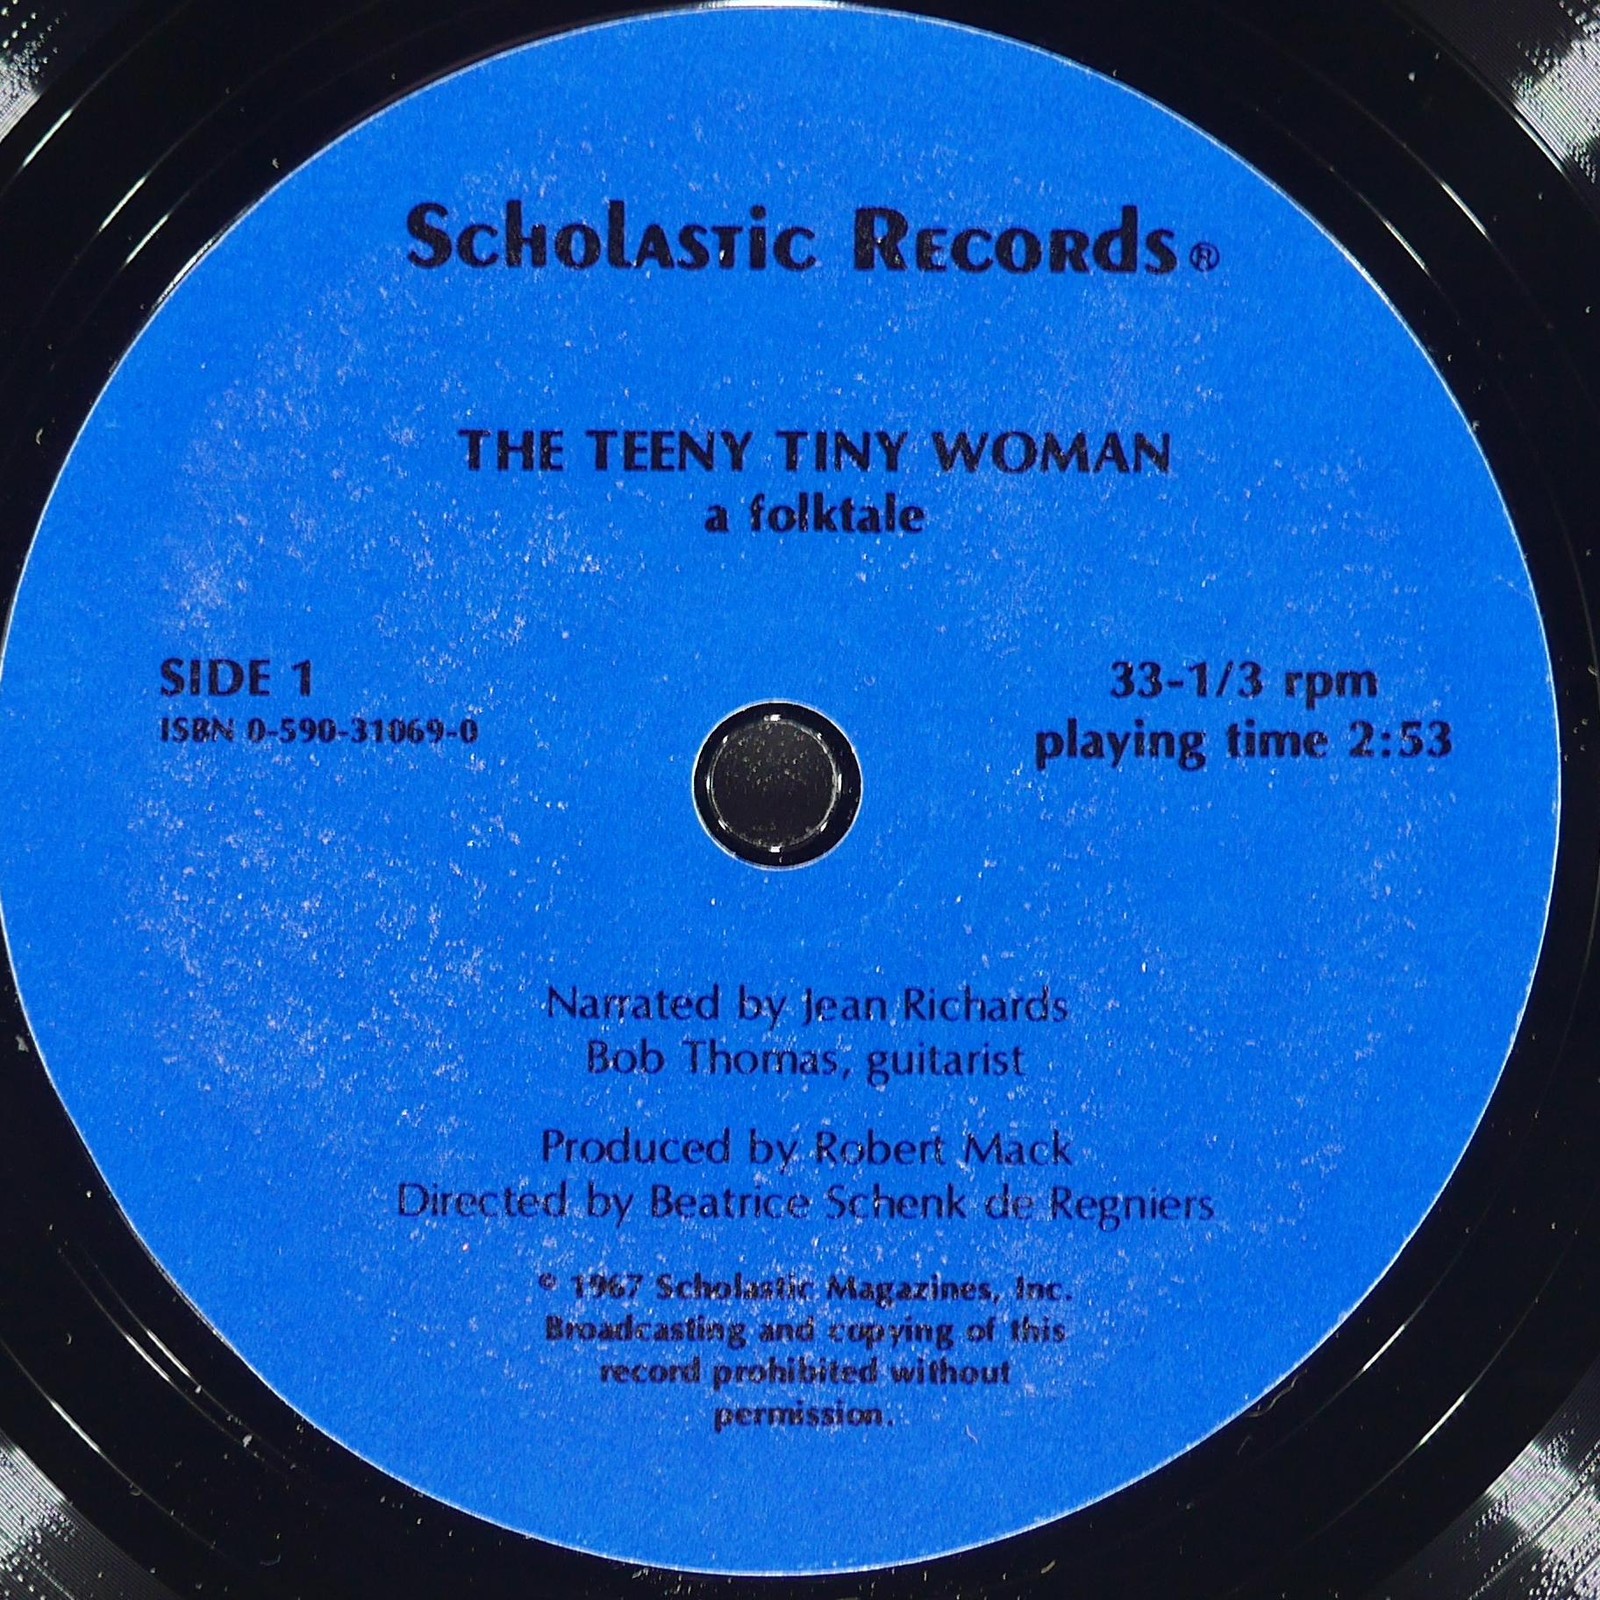 Scholastic Records®
THE TEENY TINY WOMAN
a folktale
SIDE 1
ISBN 0-590-31069-0
33-1/3 rpm
playing time 2:53
Narrated by Jean Richards
Bob Thomas, guitarist
Produced by Robert Mack
Directed by Beatrice Schenk de Regniers
© 1967 Scholastic Magazines, Inc.
Broadcasting and copying of this
record prohibited without
permission.